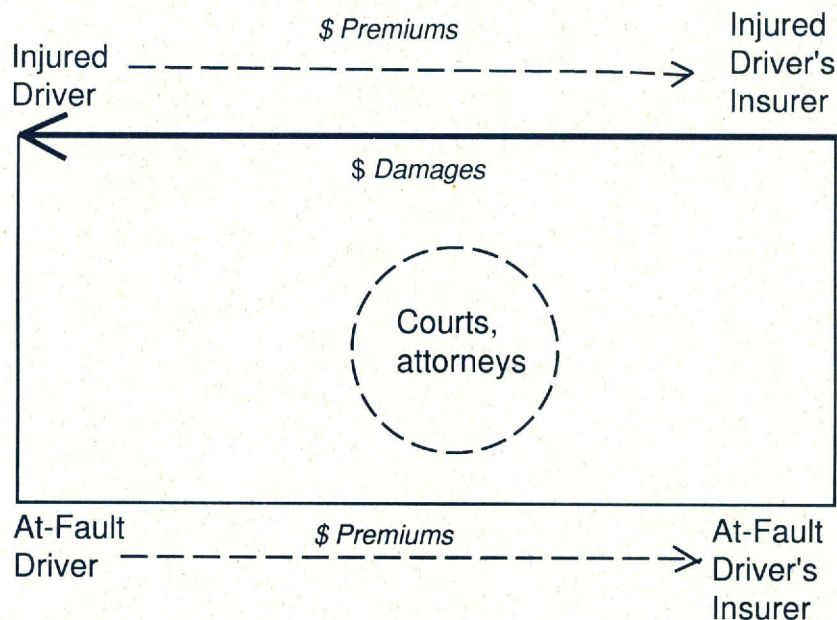 $ Premiums
Injured
Driver
Injured
Driver's
Insurer
$ Damages
Courts,
attorneys
At-Fault
Driver
$ Premiums
At-Fault
Driver's
Insurer